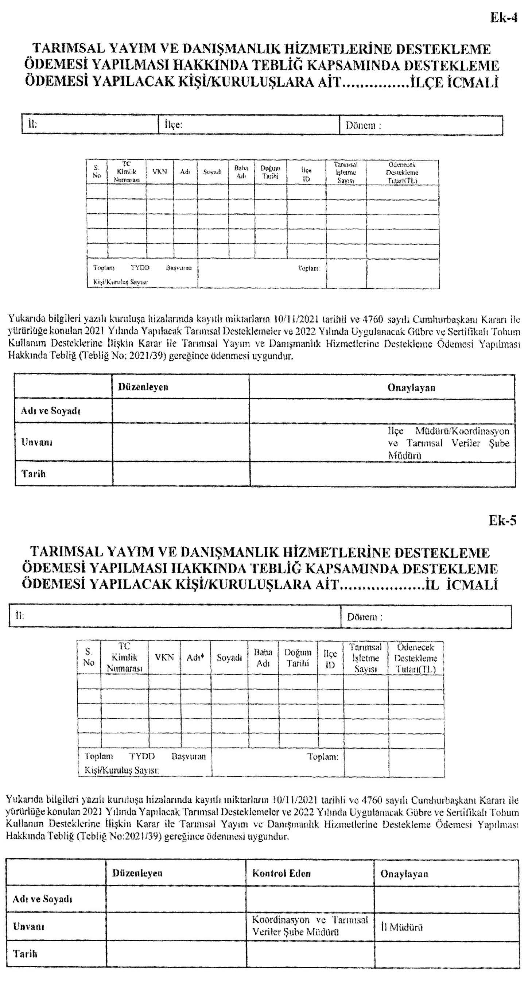 Ek-4
TARIMSAL YAYIM VE DANIŞMANLIK HİZMETLERİNE DESTEKLEME
ÖDEMESİ YAPILMASI HAKKINDA TEBLİĞ KAPSAMINDA DESTEKLEME
ÖDEMESİ YAPILACAK KİŞİ/KURULUŞLARA AİT...............İLÇE İCMALİ
İl: İlçe: Dönem :
S. No TC Kimlik Numarası VKN Adı Soyadı Baba Adı Doğum Tarihi İlçe ID Tarımsal İşletme Sayısı Ödenecek Destekleme Tutarı(TL)
Toplam TYDD Başvuran Toplam:
Kişi/Kuruluş Sayısı:
Yukarıda bilgileri yazılı kuruluşa hizalarında kayıtlı miktarların 10/11/2021 tarihli ve 4760 sayılı Cumhurbaşkanı Kararı ile
yürürlüğe konulan 2021 Yılında Yapılacak Tarımsal Desteklemeler ve 2022 Yılında Uygulanacak Gübre ve Sertifikalı Tohum
Kullanım Desteklerine İlişkin Karar ile Tarımsal Yayım ve Danışmanlık Hizmetlerine Destekleme Ödemesi Yapılması
Hakkında Tebliğ (Tebliğ No: 2021/39) gereğince ödenmesi uygundur.
Düzenleyen Onaylayan
Adı ve Soyadı
Unvanı İlçe Müdürü/Koordinasyon
ve Tarımsal Veriler Şube
Müdürü
Tarih
Ek-5
TARIMSAL YAYIM VE DANIŞMANLIK HİZMETLERİNE DESTEKLEME
ÖDEMESİ YAPILMASI HAKKINDA TEBLİĞ KAPSAMINDA DESTEKLEME
ÖDEMESİ YAPILACAK KİŞİ/KURULUŞLARA AİT...................İL İCMALİ
İl: Dönem :
S. No TC Kimlik Numarası VKN Adı* Soyadı Baba Adı Doğum Tarihi İlçe ID Tarımsal İşletme Sayısı Ödenecek Destekleme Tutarı(TL)
Toplam TYDD Başvuran Toplam:
Kişi/Kuruluş Sayısı:
Yukarıda bilgileri yazılı kuruluşa hizalarında kayıtlı miktarların 10/11/2021 tarihli ve 4760 sayılı Cumhurbaşkanı Kararı ile
yürürlüğe konulan 2021 Yılında Yapılacak Tarımsal Desteklemeler ve 2022 Yılında Uygulanacak Gübre ve Sertifikalı Tohum
Kullanım Desteklerine İlişkin Karar ile Tarımsal Yayım ve Danışmanlık Hizmetlerine Destekleme Ödemesi Yapılması
Hakkında Tebliğ (Tebliğ No:2021/39) gereğince ödenmesi uygundur.
Düzenleyen Kontrol Eden Onaylayan
Adı ve Soyadı
Unvanı Koordinasyon ve Tarımsal
Veriler Şube Müdürü İl Müdürü
Tarih